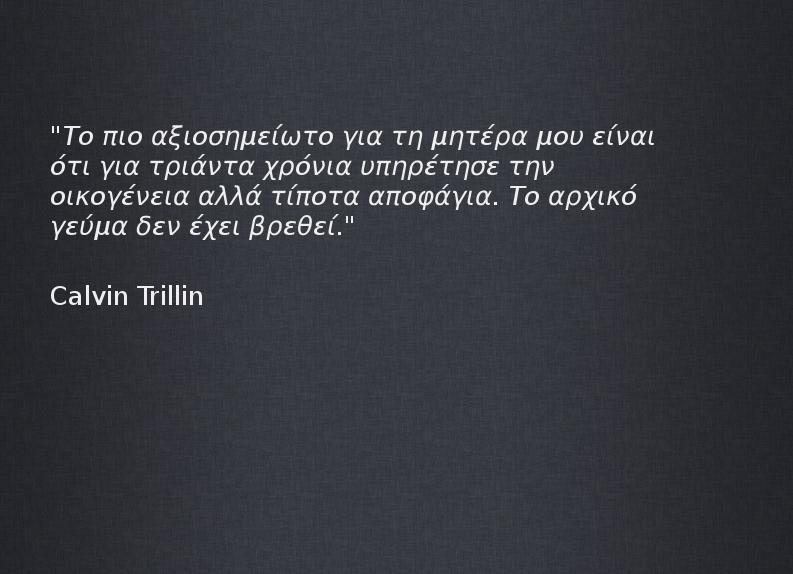 "Το πιο αξιοσημείωτο για τη μητέρα μου είναι
ότι για τριάντα χρόνια υπηρέτησε την
οικογένεια αλλά τίποτα αποφάγια. Το αρχικό
γεύμα δεν έχει βρεθεί."
Calvin Trillin